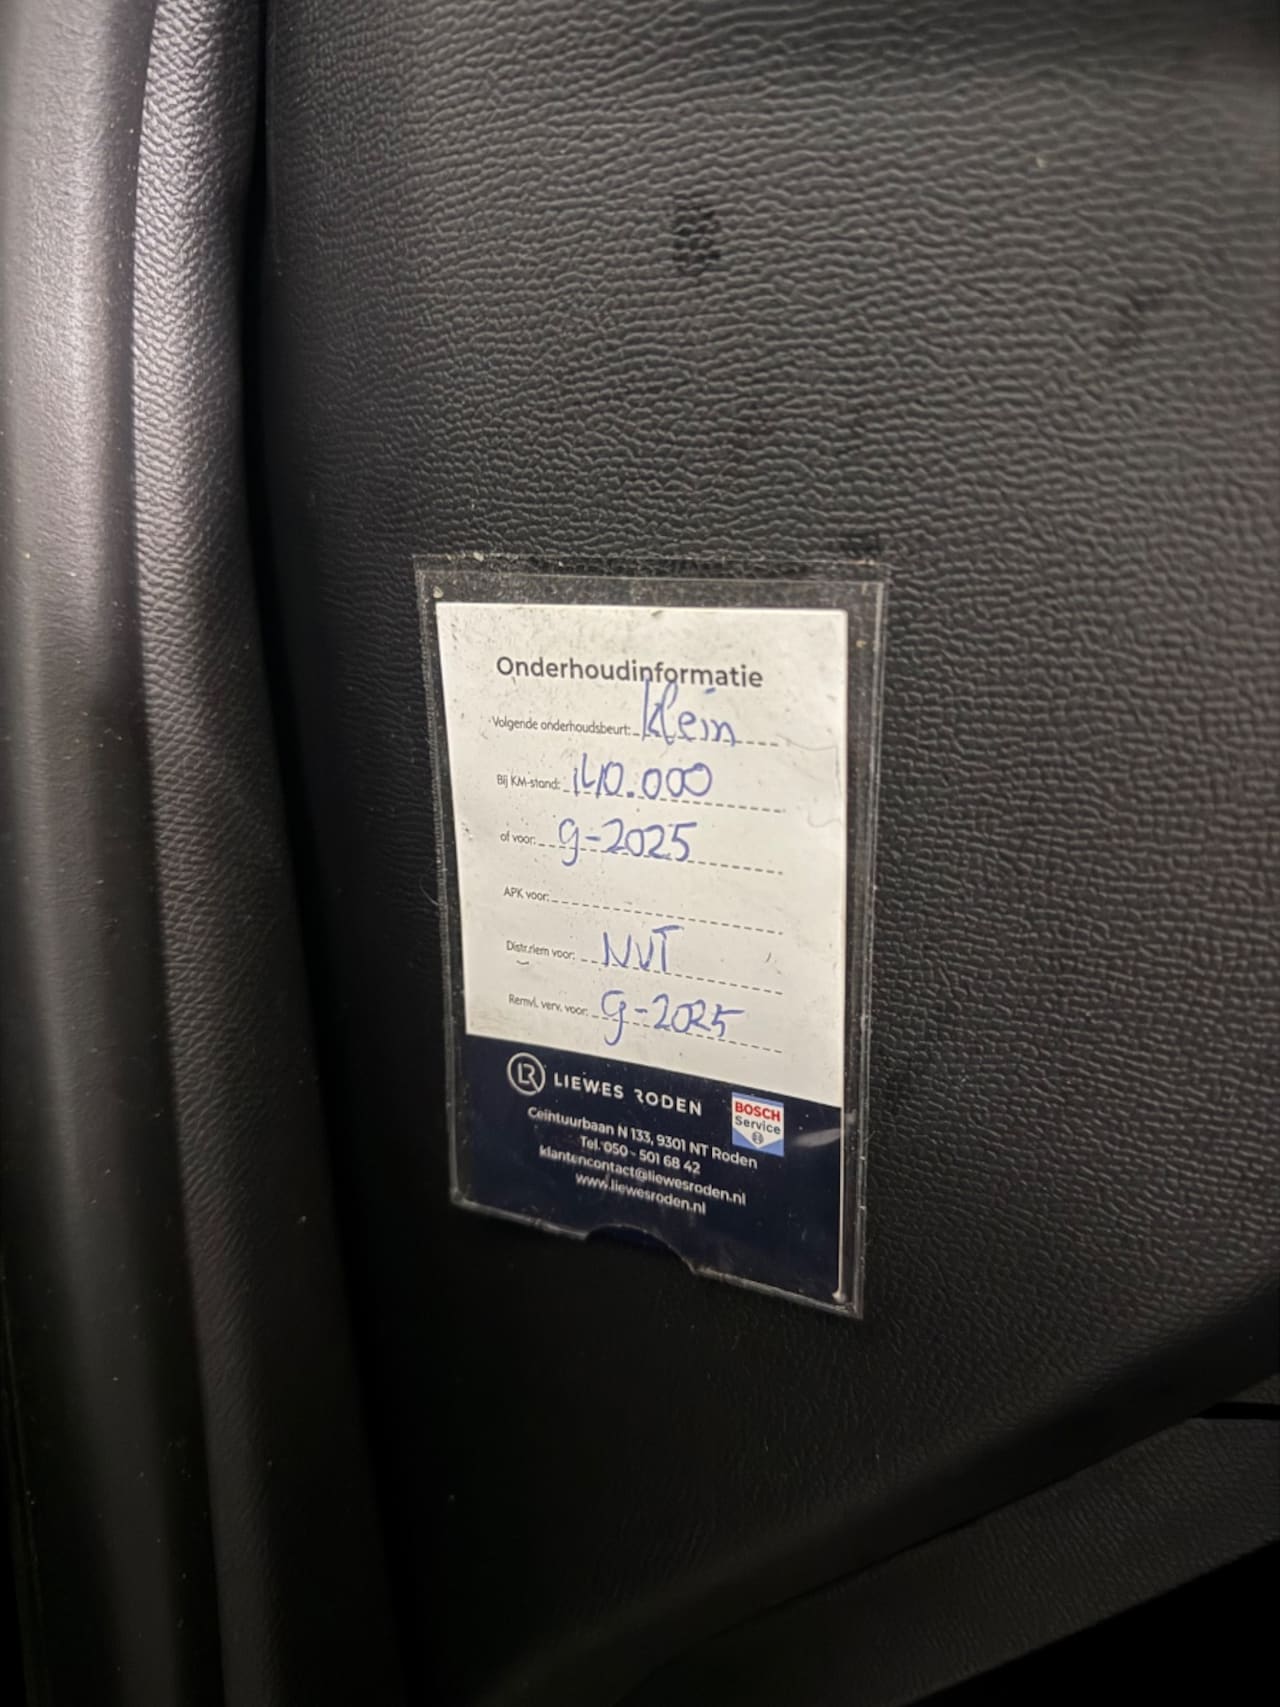 Onderhoudinformatie
Volgende onderhoudsbeurt: klein
Bij KM-stand: 140.000
of voor: 9-2025
APK voor:
Distr.riem voor: NVT
Remvl. verv. voor: 9-2025
LR LIEWES RODEN
BOSCH
Service
Ceintuurbaan N 133, 9301 NT Roden
Tel. 050 - 501 68 42
klantencontact@liewesroden.nl
www.liewesroden.nl